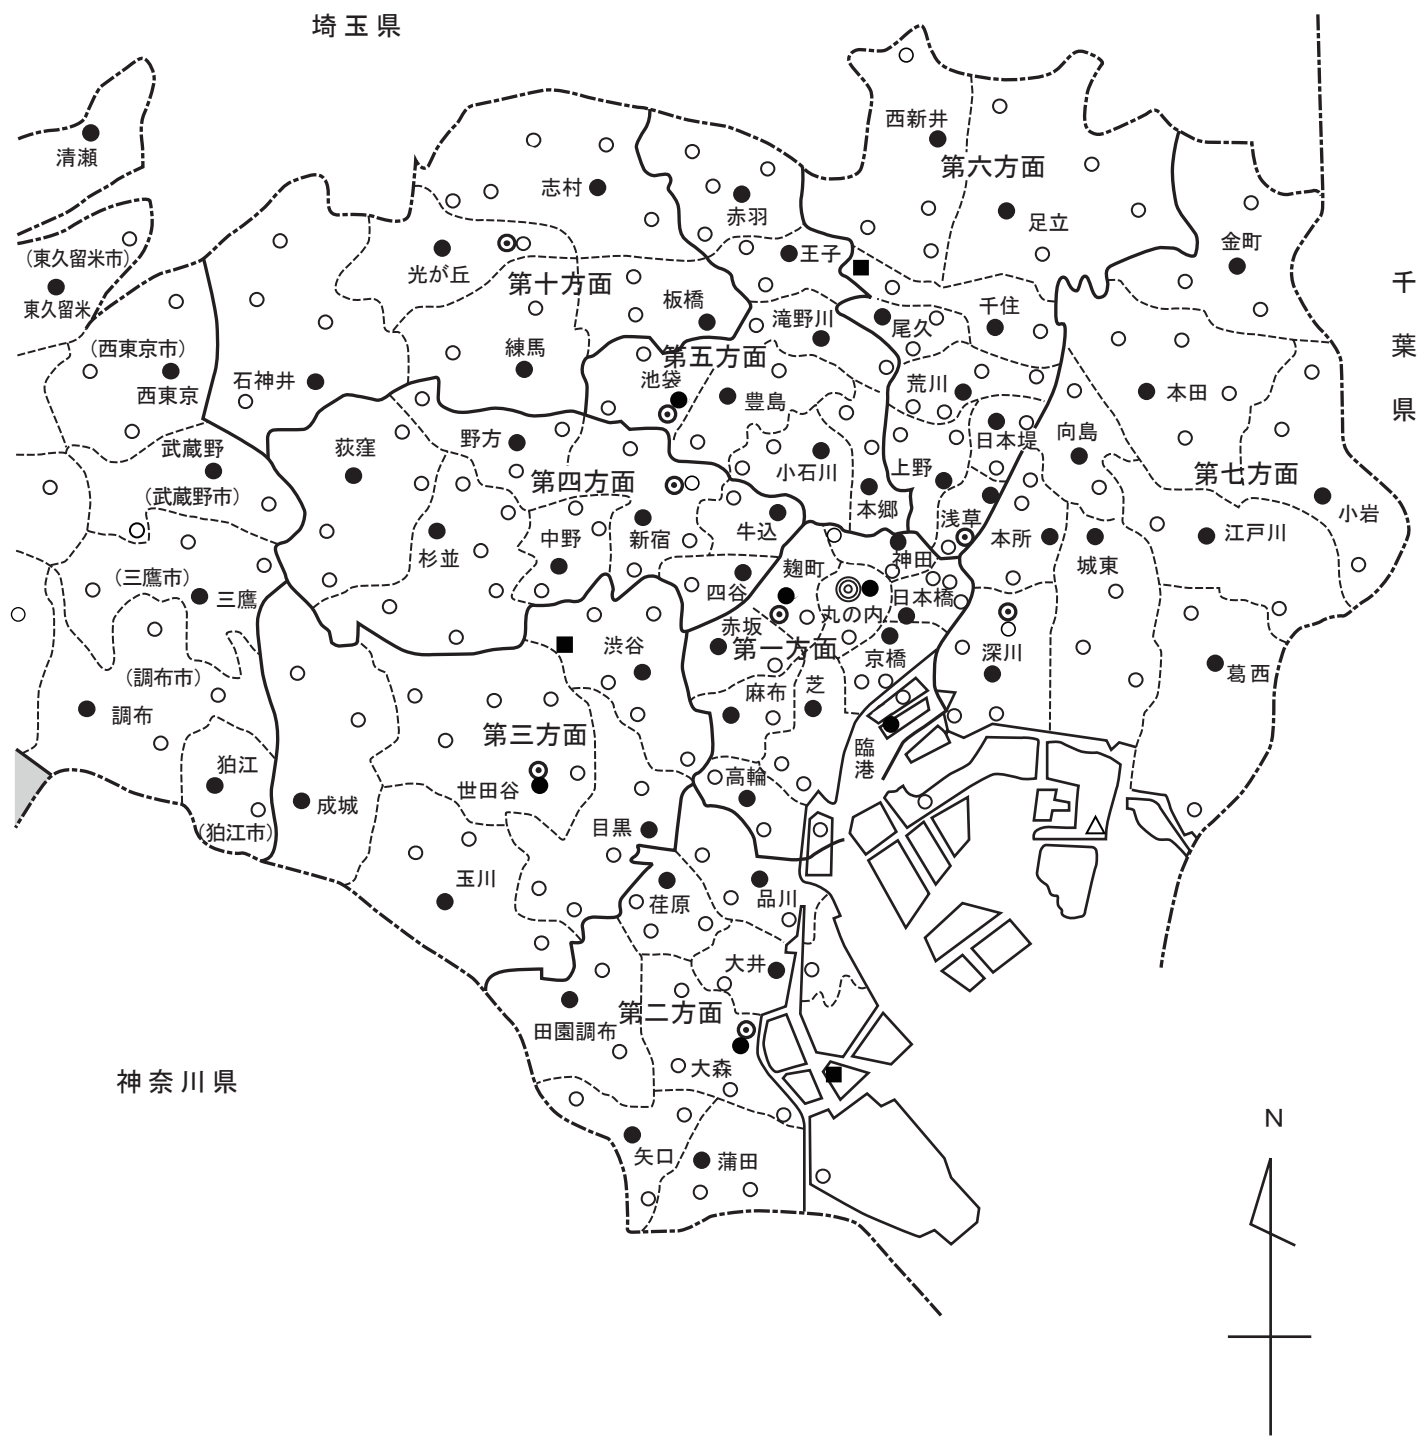 埼玉県
清瀬
(東久留米市)
東久留米
(西東京市)
西東京
武蔵野
(武蔵野市)
(三鷹市)
三鷹
(調布市)
調布
狛江
(狛江市)
志村
光が丘
第十方面
板橋
練馬
石神井
赤羽
王子
滝野川
第五方面
池袋
豊島
小石川
本郷
西新井
第六方面
足立
千住
尾久
荒川
日本堤
上野
浅草
金町
本田
向島
第七方面
小岩
江戸川
本所
城東
深川
葛西
千葉県
荻窪
野方
第四方面
杉並
中野
新宿
牛込
四谷
麹町
神田
丸の内
日本橋
赤坂
第一方面
京橋
麻布
芝
臨港
高輪
渋谷
第三方面
世田谷
目黒
成城
玉川
荏原
品川
大井
第二方面
田園調布
大森
矢口
蒲田
神奈川県
N